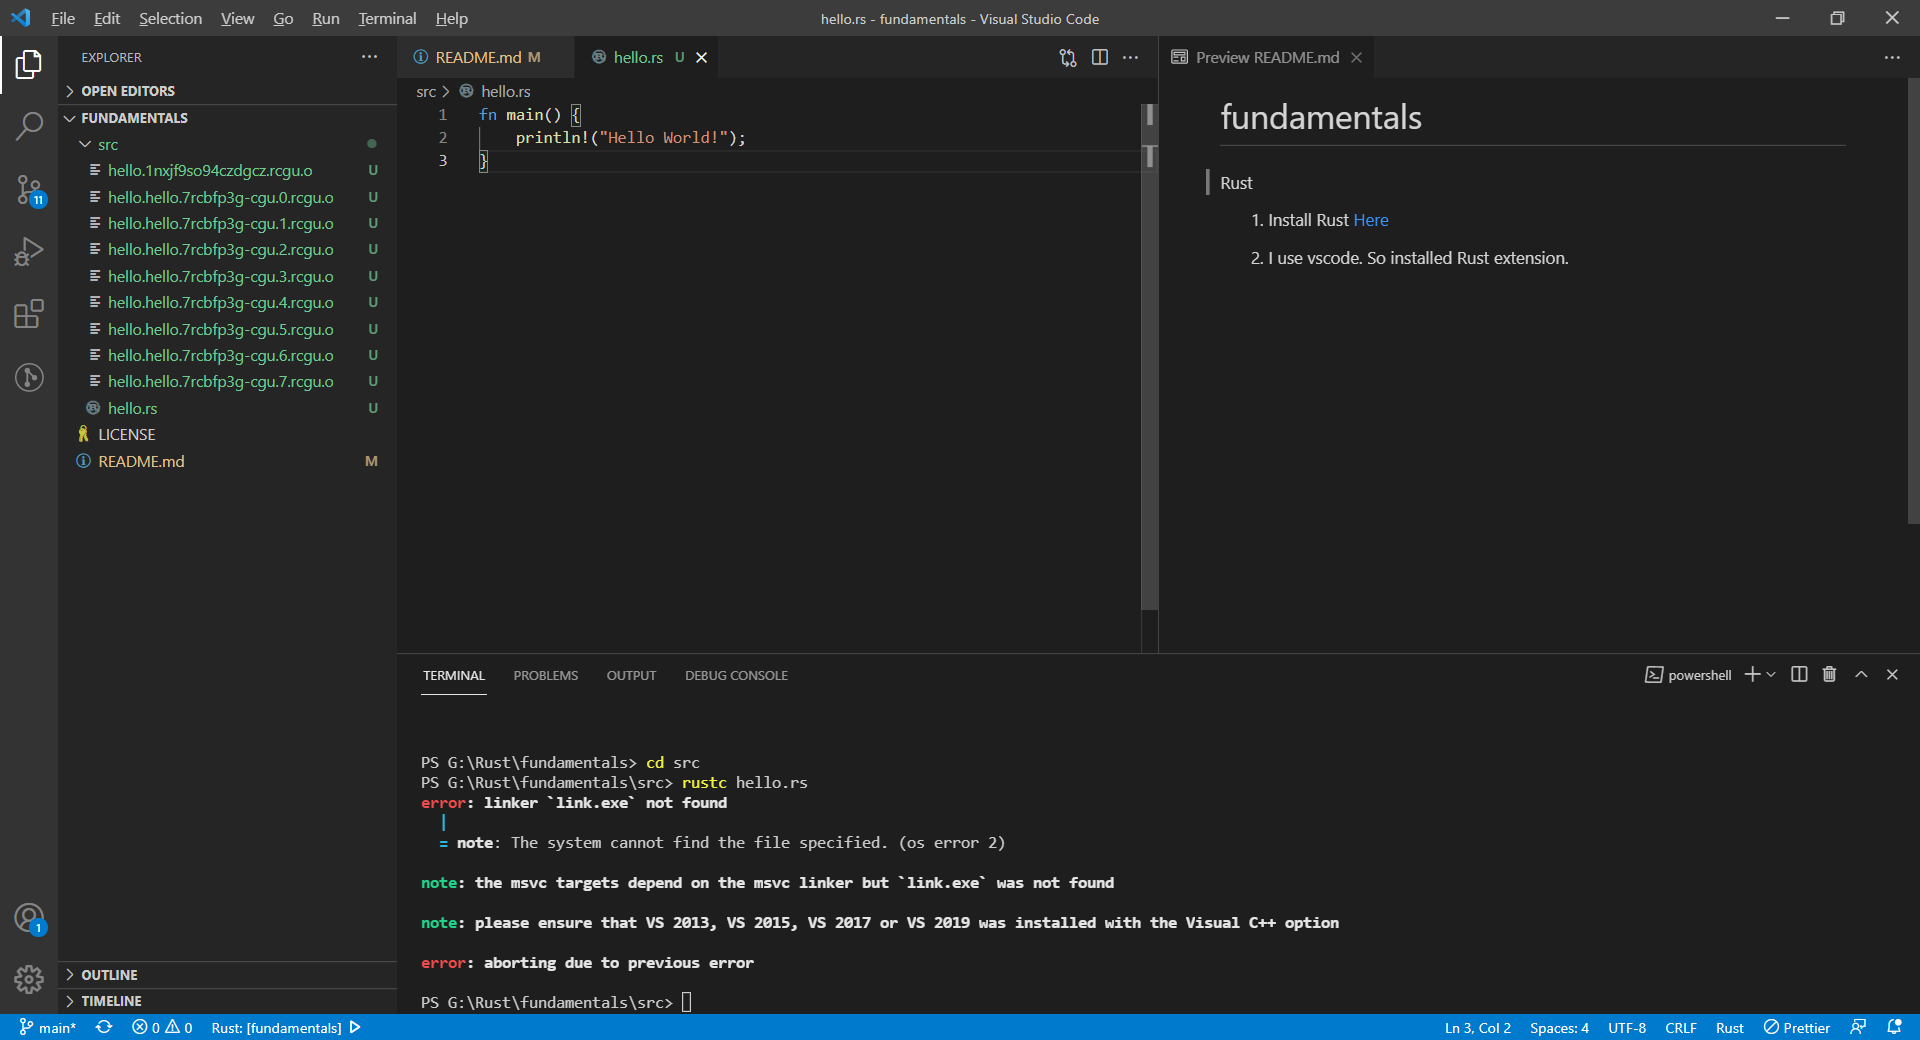 File Edit Selection View Go Run Terminal Help
hello.rs - fundamentals - Visual Studio Code
EXPLORER
OPEN EDITORS
FUNDAMENTALS
src
hello.1nxjf9so94czdgcz.rcgu.o U
hello.hello.7rcbfp3g-cgu.0.rcgu.o U
hello.hello.7rcbfp3g-cgu.1.rcgu.o U
hello.hello.7rcbfp3g-cgu.2.rcgu.o U
hello.hello.7rcbfp3g-cgu.3.rcgu.o U
hello.hello.7rcbfp3g-cgu.4.rcgu.o U
hello.hello.7rcbfp3g-cgu.5.rcgu.o U
hello.hello.7rcbfp3g-cgu.6.rcgu.o U
hello.hello.7rcbfp3g-cgu.7.rcgu.o U
hello.rs U
LICENSE
README.md M
OUTLINE
TIMELINE
11
1
README.md M
hello.rs U
src > hello.rs
1 fn main() {
2 println!("Hello World!");
3 }
Preview README.md
fundamentals
Rust
1. Install Rust Here
2. I use vscode. So installed Rust extension.
TERMINAL PROBLEMS OUTPUT DEBUG CONSOLE
powershell
PS G:\Rust\fundamentals> cd src
PS G:\Rust\fundamentals\src> rustc hello.rs
error: linker `link.exe` not found
|
= note: The system cannot find the file specified. (os error 2)
note: the msvc targets depend on the msvc linker but `link.exe` was not found
note: please ensure that VS 2013, VS 2015, VS 2017 or VS 2019 was installed with the Visual C++ option
error: aborting due to previous error
PS G:\Rust\fundamentals\src>
main* 0 0 Rust: [fundamentals]
Ln 3, Col 2 Spaces: 4 UTF-8 CRLF Rust Prettier